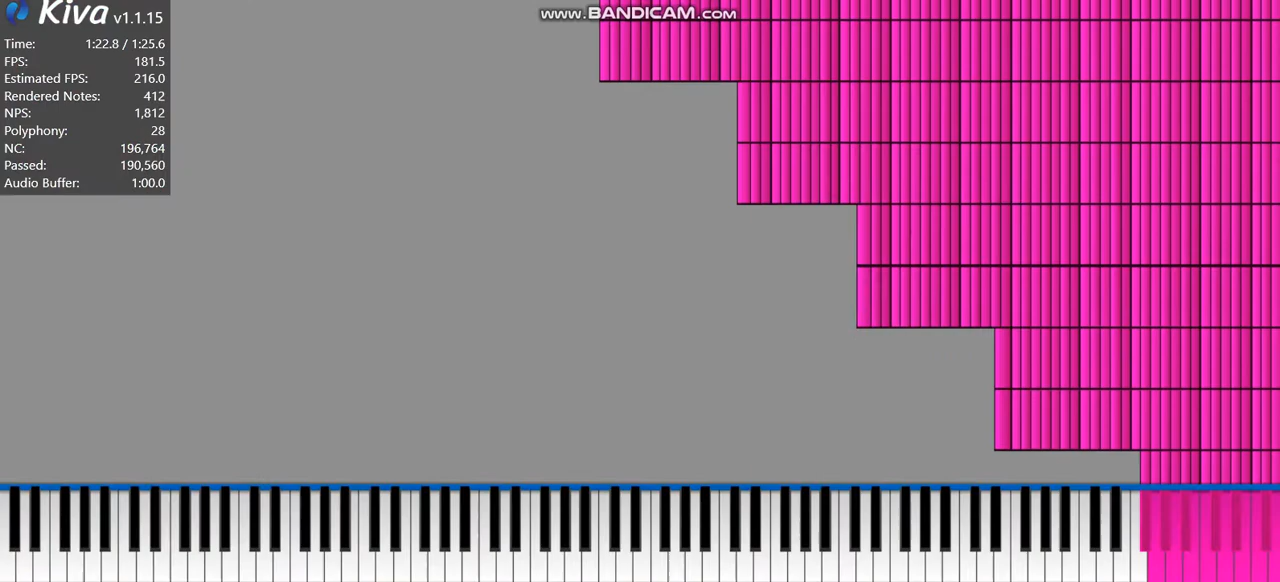 Kiva v1.1.15
Time: 1:22.8 / 1:25.6
FPS: 181.5
Estimated FPS: 216.0
Rendered Notes: 412
NPS: 1,812
Polyphony: 28
NC: 196,764
Passed: 190,560
Audio Buffer: 1:00.0
www.BANDICAM.com